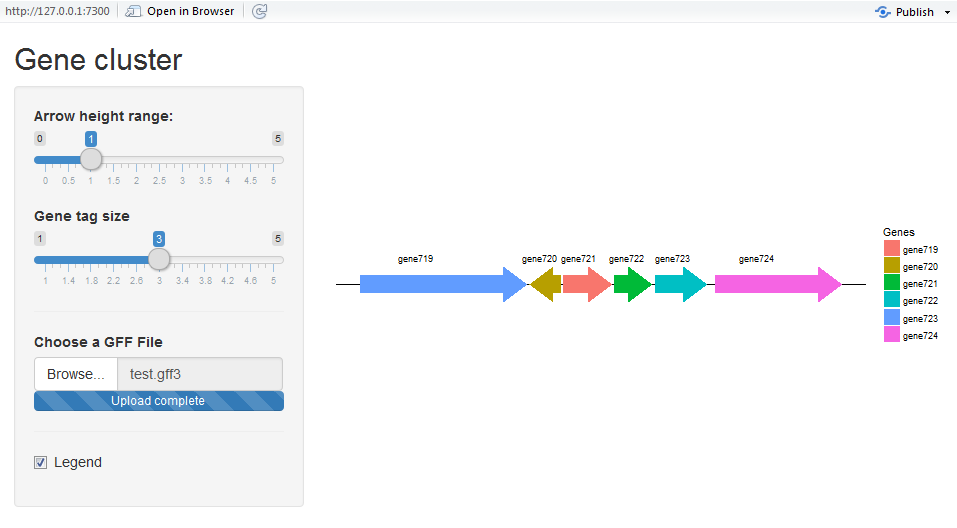 http://127.0.0.1:7300 Open in Browser Publish
Gene cluster
Arrow height range:
0 1 5
0 0.5 1 1.5 2 2.5 3 3.5 4 4.5 5
Gene tag size
1 3 5
1 1.4 1.8 2.2 2.6 3 3.4 3.8 4.2 4.6 5
Choose a GFF File
Browse... test.gff3
Upload complete
Legend
gene719 gene720 gene721 gene722 gene723 gene724
Genes
gene719
gene720
gene721
gene722
gene723
gene724